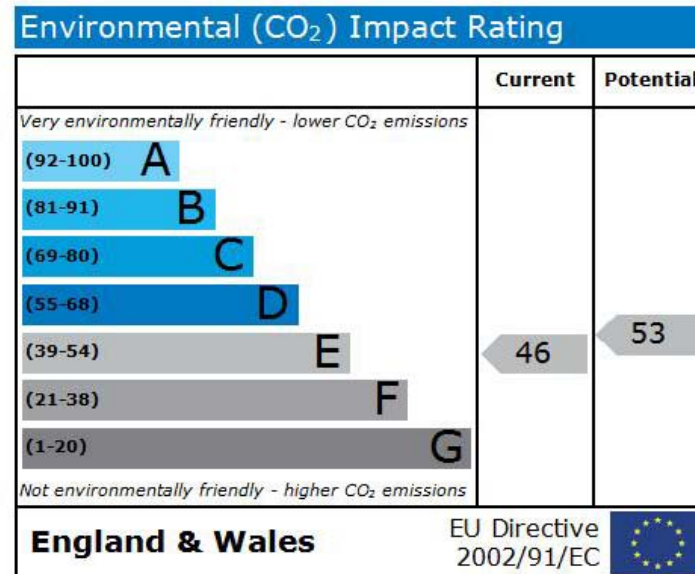 Environmental (CO₂) Impact Rating
Current Potential
Very environmentally friendly - lower CO₂ emissions
(92-100) A
(81-91) B
(69-80) C
(55-68) D
(39-54) E 46 53
(21-38) F
(1-20) G
Not environmentally friendly - higher CO₂ emissions
England & Wales
EU Directive
2002/91/EC